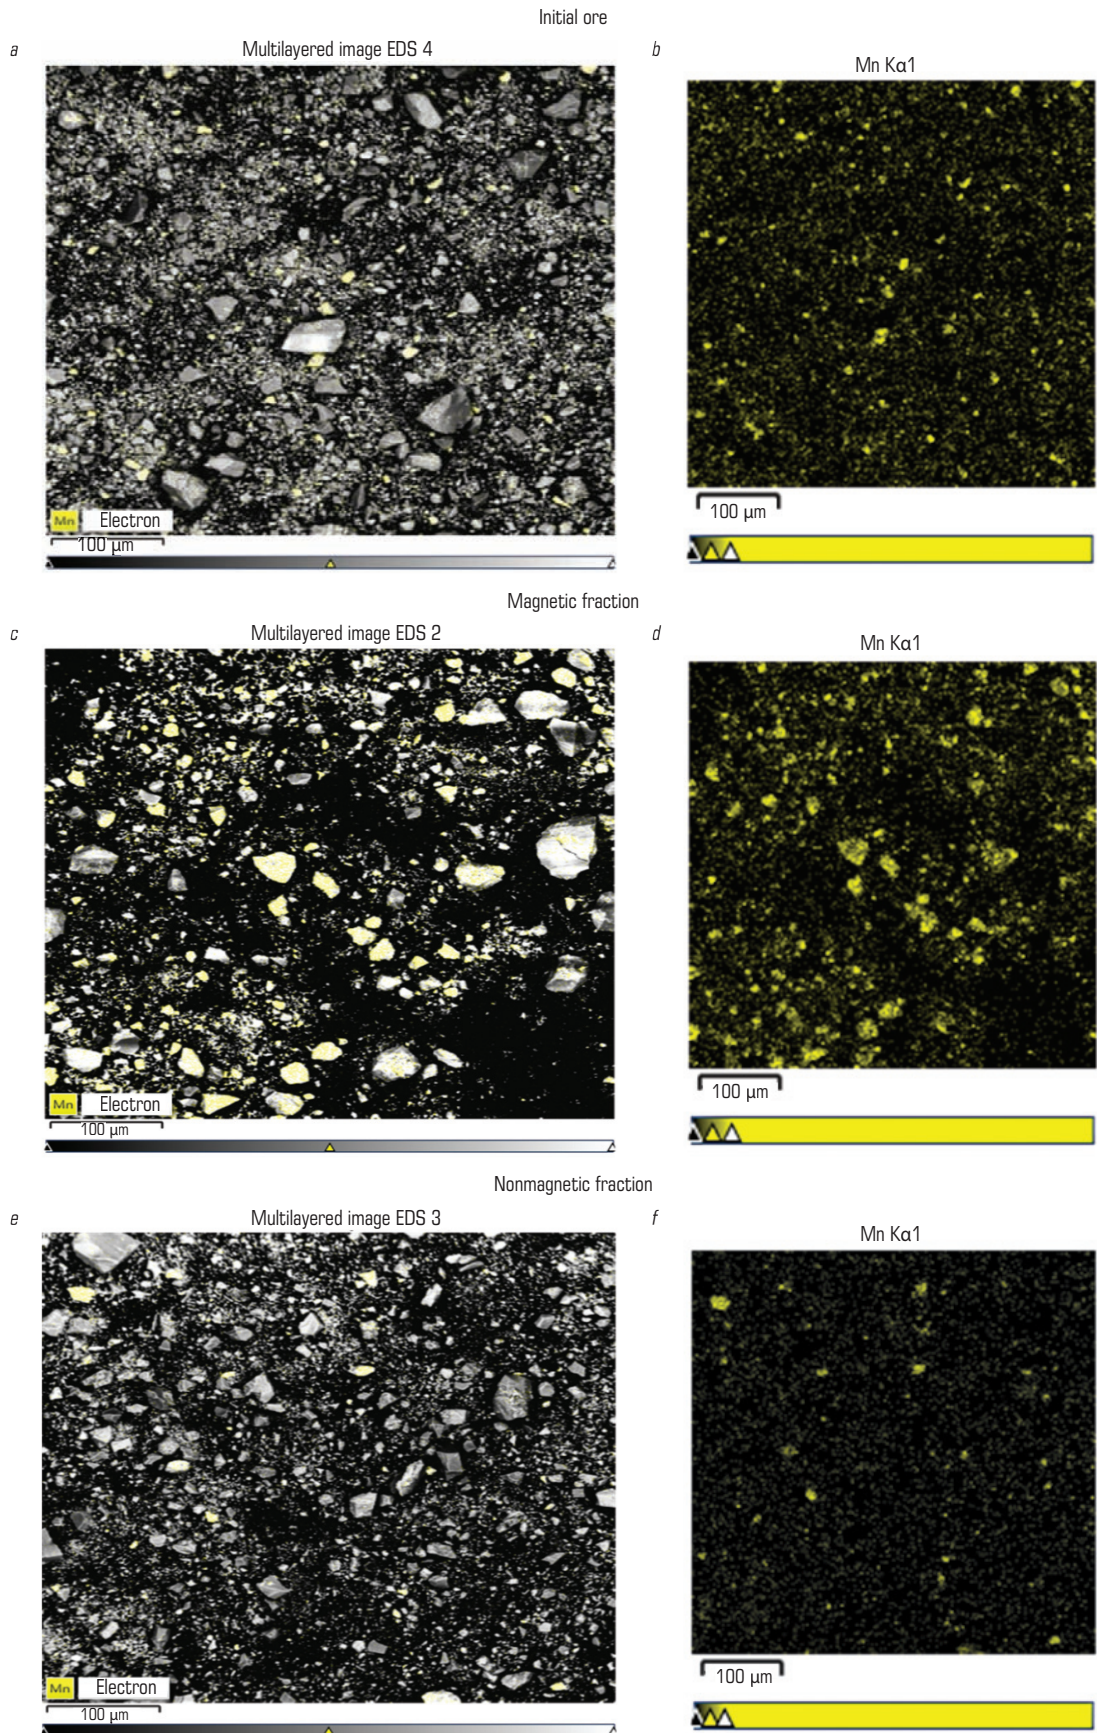 Initial ore
a
Multilayered image EDS 4
b
Mn Kα1
Mn Electron
100 µm
100 µm
Magnetic fraction
c
Multilayered image EDS 2
d
Mn Kα1
Mn Electron
100 µm
100 µm
Nonmagnetic fraction
e
Multilayered image EDS 3
f
Mn Kα1
Mn Electron
100 µm
100 µm